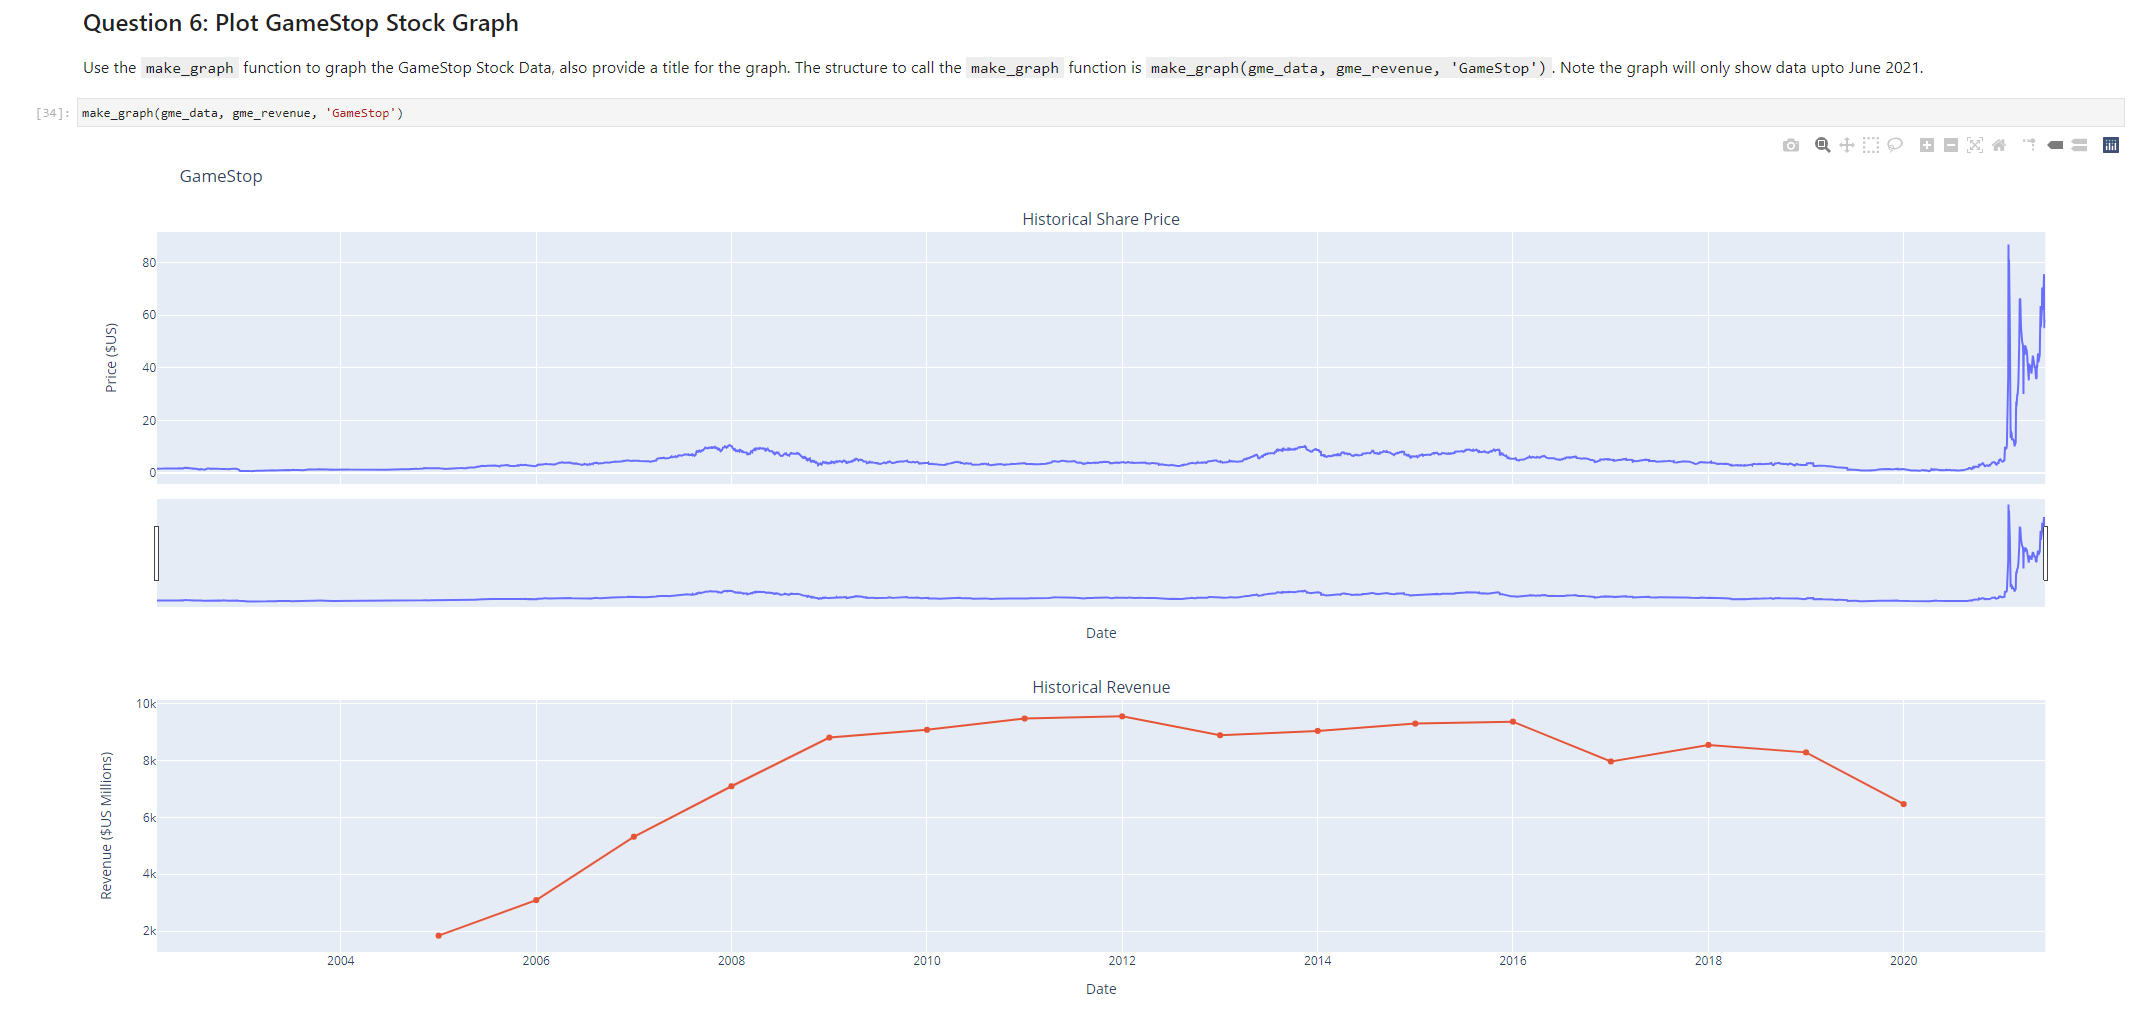 Question 6: Plot GameStop Stock Graph
Use the make_graph function to graph the GameStop Stock Data, also provide a title for the graph. The structure to call the make_graph function is make_graph(gme_data, gme_revenue, 'GameStop'). Note the graph will only show data upto June 2021.
[34]: make_graph(gme_data, gme_revenue, 'GameStop')
GameStop
Historical Share Price
80
60
40
20
0
Price ($US)
Date
Historical Revenue
10k
8k
6k
4k
2k
Revenue ($US Millions)
2004 2006 2008 2010 2012 2014 2016 2018 2020
Date